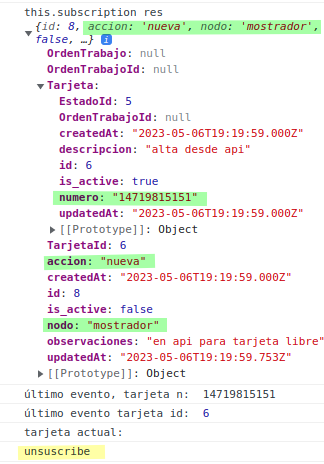 this.subscription res
{id: 8, accion: 'nueva', nodo: 'mostrador',
false, …} i
OrdenTrabajo: null
OrdenTrabajoId: null
Tarjeta:
EstadoId: 5
OrdenTrabajoId: null
createdAt: "2023-05-06T19:19:59.000Z"
descripcion: "alta desde api"
id: 6
is_active: true
numero: "14719815151"
updatedAt: "2023-05-06T19:19:59.000Z"
[[Prototype]]: Object
TarjetaId: 6
accion: "nueva"
createdAt: "2023-05-06T19:19:59.000Z"
id: 8
is_active: false
nodo: "mostrador"
observaciones: "en api para tarjeta libre"
updatedAt: "2023-05-06T19:19:59.753Z"
[[Prototype]]: Object
último evento, tarjeta n: 14719815151
último evento tarjeta id: 6
tarjeta actual:
unsuscribe